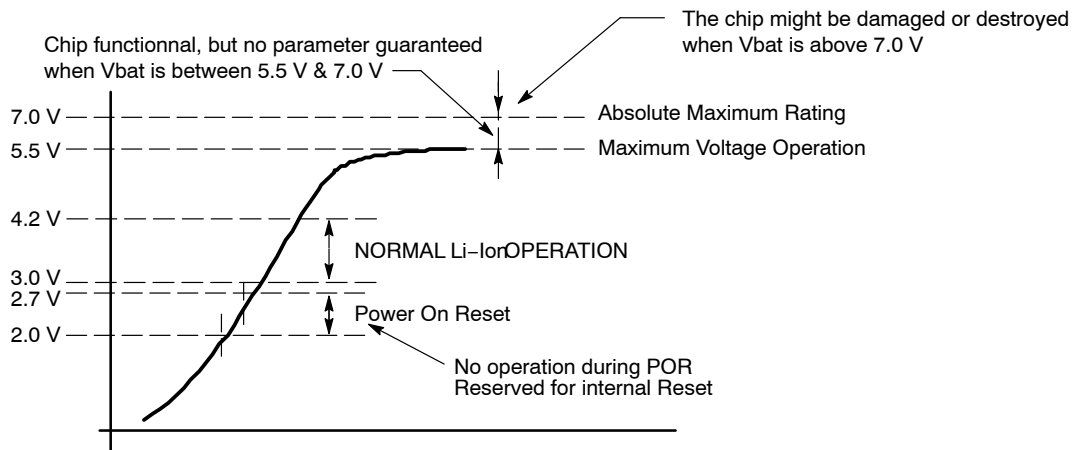 The chip might be damaged or destroyed
when Vbat is above 7.0 V
Chip functionnal, but no parameter guaranteed
when Vbat is between 5.5 V & 7.0 V
7.0 V
Absolute Maximum Rating
5.5 V
Maximum Voltage Operation
4.2 V
NORMAL Li−IonOPERATION
3.0 V
2.7 V
Power On Reset
2.0 V
No operation during POR
Reserved for internal Reset